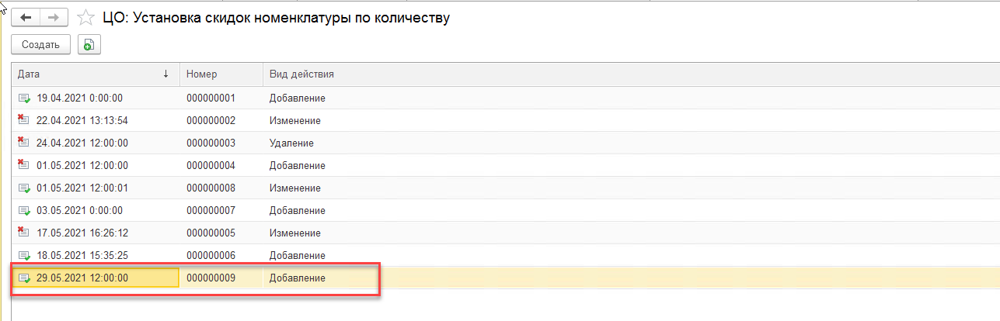 ЦО: Установка скидок номенклатуры по количеству
Создать
Дата ↓ Номер Вид действия
19.04.2021 0:00:00 000000001 Добавление
22.04.2021 13:13:54 000000002 Изменение
24.04.2021 12:00:00 000000003 Удаление
01.05.2021 12:00:00 000000004 Добавление
01.05.2021 12:00:01 000000008 Изменение
03.05.2021 0:00:00 000000007 Добавление
17.05.2021 16:26:12 000000005 Изменение
18.05.2021 15:35:25 000000006 Добавление
29.05.2021 12:00:00 000000009 Добавление